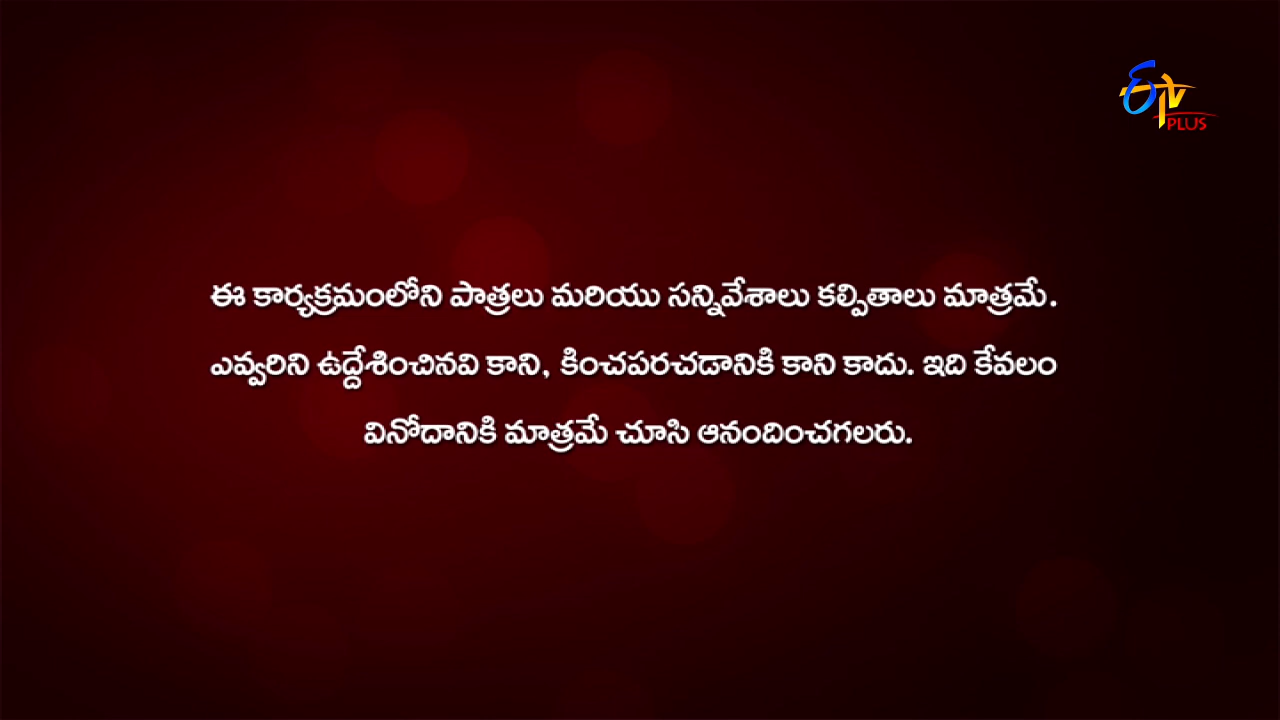 ETV
PLUS
ఈ కార్యక్రమంలోని పాత్రలు మరియు సన్నివేశాలు కల్పితాలు మాత్రమే.
ఎవ్వరిని ఉద్దేశించినవి కాని, కించపరచడానికి కాని కాదు. ఇది కేవలం
వినోదానికి మాత్రమే చూసి ఆనందించగలరు.